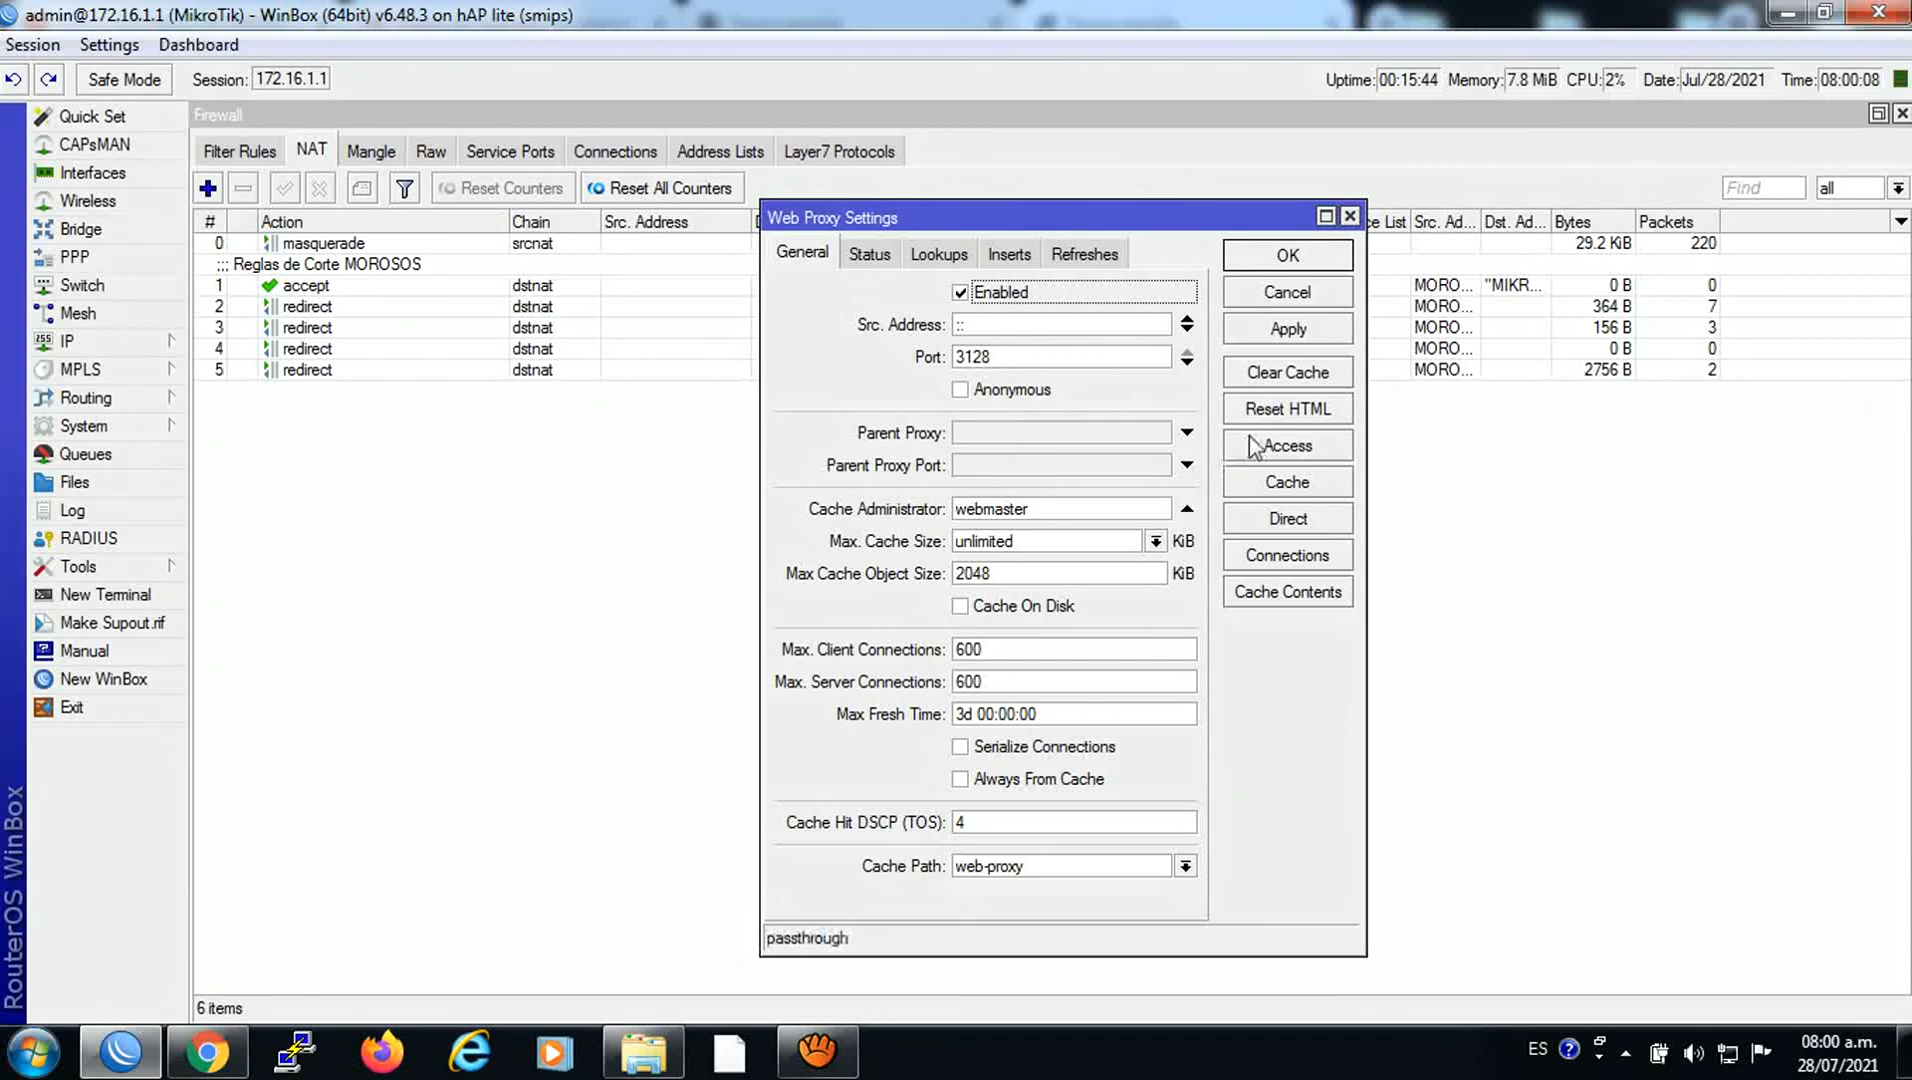 admin@172.16.1.1 (MikroTik) - WinBox (64bit) v6.48.3 on hAP lite (smips)
Session Settings Dashboard
Safe Mode Session: 172.16.1.1 Uptime: 00:15:44 Memory: 7.8 MiB CPU: 2% Date: Jul/28/2021 Time: 08:00:08
Quick Set
CAPsMAN
Interfaces
Wireless
Bridge
PPP
Switch
Mesh
IP
MPLS
Routing
System
Queues
Files
Log
RADIUS
Tools
New Terminal
Make Supout.rif
Manual
New WinBox
Exit
RouterOS WinBox
Firewall
Filter Rules NAT Mangle Raw Service Ports Connections Address Lists Layer7 Protocols
Reset Counters Reset All Counters Find all
# Action Chain Src. Address ce List Src. Ad... Dst. Ad... Bytes Packets
0 masquerade srcnat 29.2 KiB 220
::: Reglas de Corte MOROSOS
1 accept dstnat MORO... "MIKR... 0 B 0
2 redirect dstnat MORO... 364 B 7
3 redirect dstnat MORO... 156 B 3
4 redirect dstnat MORO... 0 B 0
5 redirect dstnat MORO... 2756 B 2
6 items
Web Proxy Settings
General Status Lookups Inserts Refreshes
Enabled
Src. Address: ::
Port: 3128
Anonymous
Parent Proxy:
Parent Proxy Port:
Cache Administrator: webmaster
Max. Cache Size: unlimited KiB
Max Cache Object Size: 2048 KiB
Cache On Disk
Max. Client Connections: 600
Max. Server Connections: 600
Max Fresh Time: 3d 00:00:00
Serialize Connections
Always From Cache
Cache Hit DSCP (TOS): 4
Cache Path: web-proxy
passthrough
OK
Cancel
Apply
Clear Cache
Reset HTML
Access
Cache
Direct
Connections
Cache Contents
ES
08:00 a.m.
28/07/2021